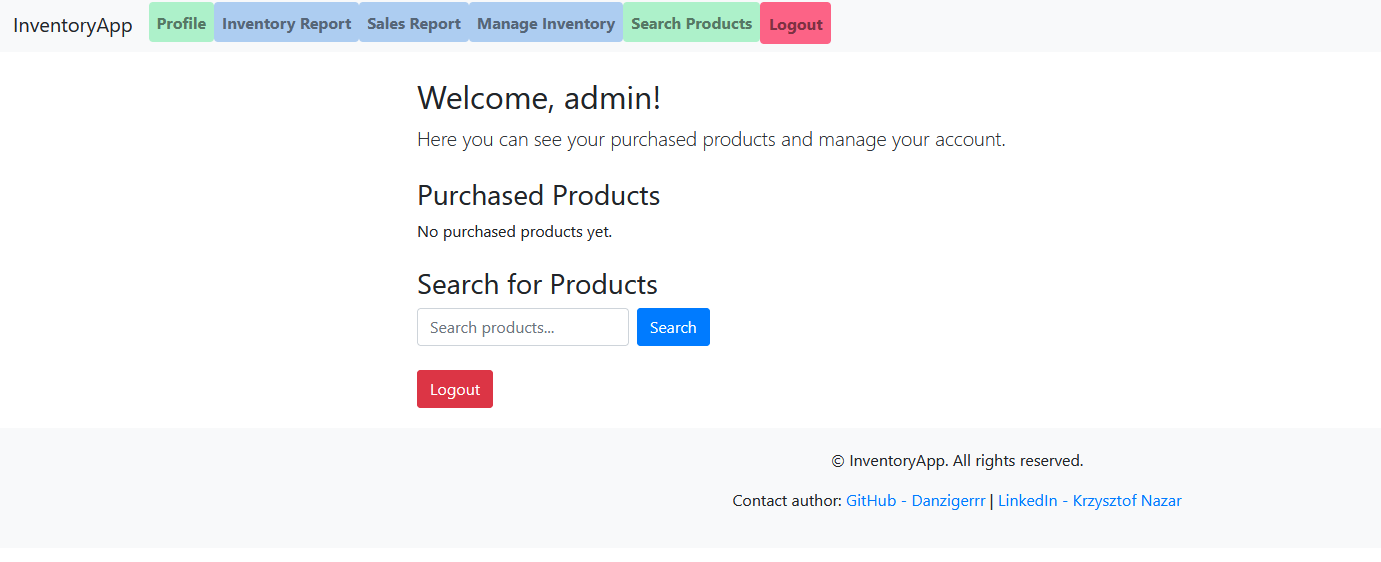 InventoryApp Profile Inventory Report Sales Report Manage Inventory Search Products Logout
Welcome, admin!
Here you can see your purchased products and manage your account.
Purchased Products
No purchased products yet.
Search for Products
Search products... Search
Logout
© InventoryApp. All rights reserved.
Contact author: GitHub - Danzigerrr | LinkedIn - Krzysztof Nazar